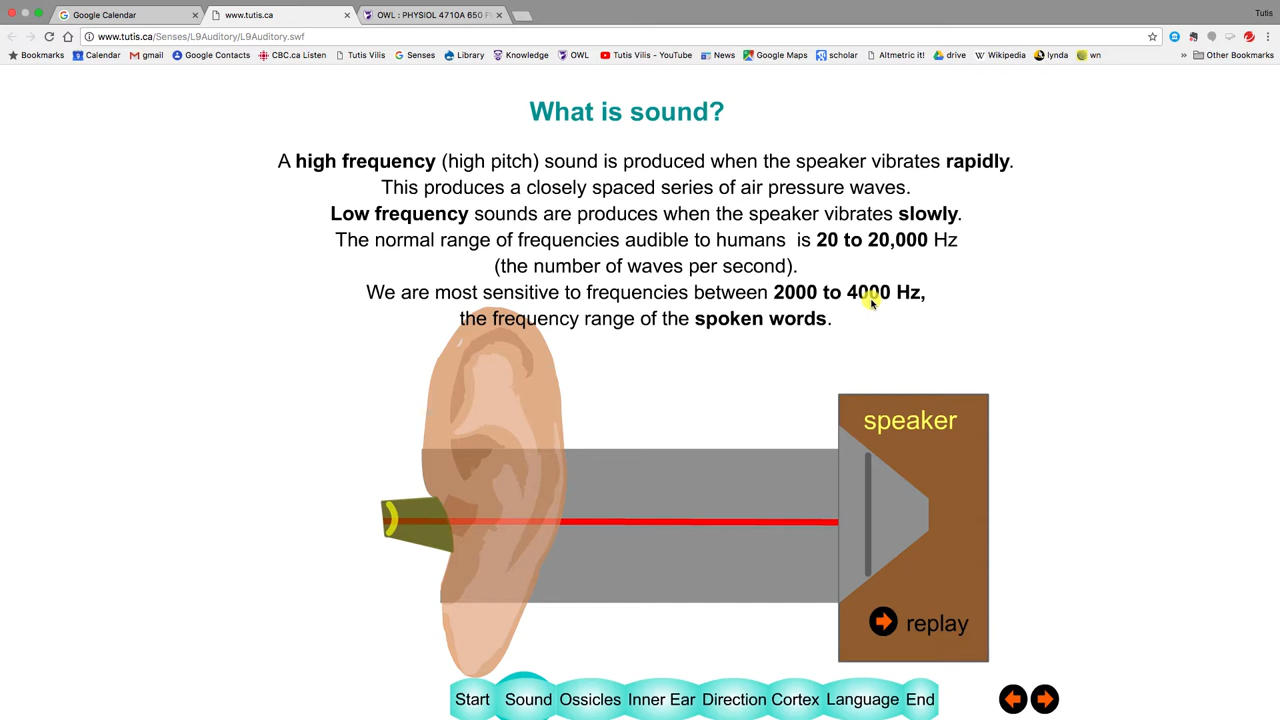 Google Calendar
www.tutis.ca
OWL : PHYSIOL 4710A 650 F
Tutis
www.tutis.ca/Senses/L9Auditory/L9Auditory.swf
Bookmarks Calendar gmail Google Contacts CBC.ca Listen Tutis Vilis Senses Library Knowledge OWL Tutis Vilis - YouTube News Google Maps scholar Altmetric it! drive Wikipedia lynda wn » Other Bookmarks
What is sound?
A high frequency (high pitch) sound is produced when the speaker vibrates rapidly.
This produces a closely spaced series of air pressure waves.
Low frequency sounds are produces when the speaker vibrates slowly.
The normal range of frequencies audible to humans is 20 to 20,000 Hz
(the number of waves per second).
We are most sensitive to frequencies between 2000 to 4000 Hz,
the frequency range of the spoken words.
speaker
replay
Start Sound Ossicles Inner Ear Direction Cortex Language End